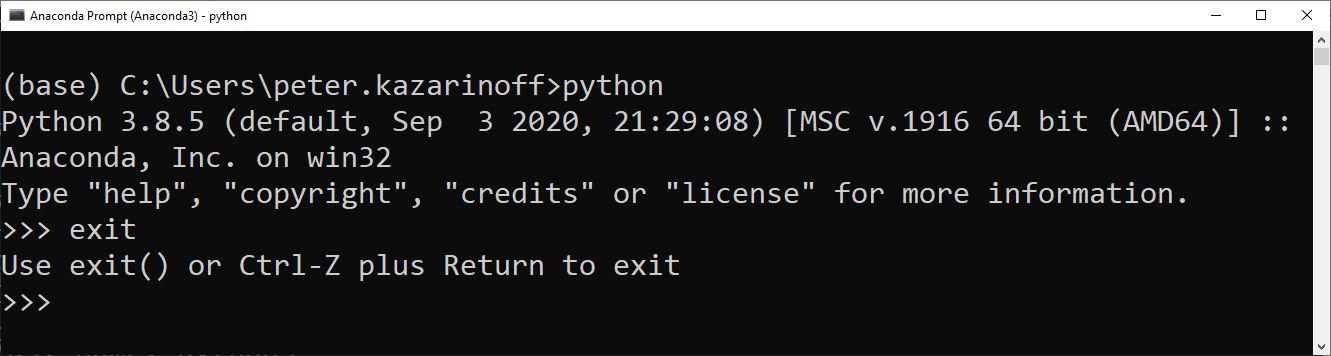 Anaconda Prompt (Anaconda3) - python
(base) C:\Users\peter.kazarinoff>python
Python 3.8.5 (default, Sep  3 2020, 21:29:08) [MSC v.1916 64 bit (AMD64)] ::
Anaconda, Inc. on win32
Type "help", "copyright", "credits" or "license" for more information.
>>> exit
Use exit() or Ctrl-Z plus Return to exit
>>>